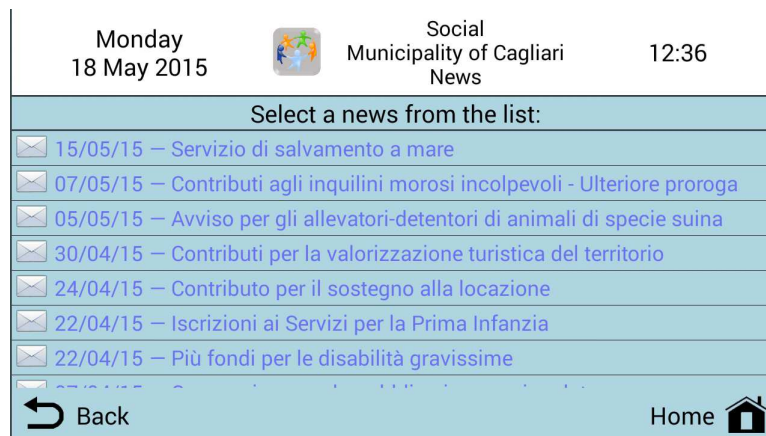 Monday
18 May 2015
Social
Municipality of Cagliari
News
12:36
Select a news from the list:
15/05/15 — Servizio di salvamento a mare
07/05/15 — Contributi agli inquilini morosi incolpevoli - Ulteriore proroga
05/05/15 — Avviso per gli allevatori-detentori di animali di specie suina
30/04/15 — Contributi per la valorizzazione turistica del territorio
24/04/15 — Contributo per il sostegno alla locazione
22/04/15 — Iscrizioni ai Servizi per la Prima Infanzia
22/04/15 — Più fondi per le disabilità gravissime
Back
Home